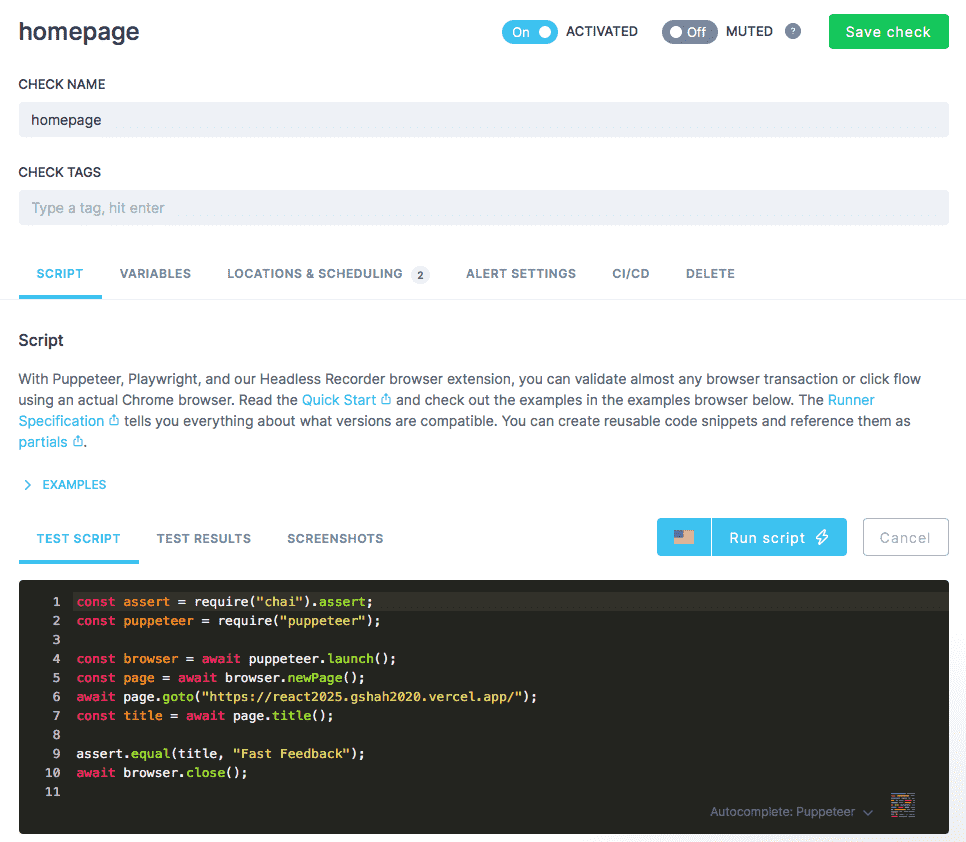 homepage
On ACTIVATED Off MUTED ? Save check
CHECK NAME
homepage
CHECK TAGS
Type a tag, hit enter
SCRIPT VARIABLES LOCATIONS & SCHEDULING 2 ALERT SETTINGS CI/CD DELETE
Script
With Puppeteer, Playwright, and our Headless Recorder browser extension, you can validate almost any browser transaction or click flow
using an actual Chrome browser. Read the Quick Start and check out the examples in the examples browser below. The Runner
Specification tells you everything about what versions are compatible. You can create reusable code snippets and reference them as
partials.
EXAMPLES
TEST SCRIPT TEST RESULTS SCREENSHOTS Run script Cancel
1 const assert = require("chai").assert;
2 const puppeteer = require("puppeteer");
3
4 const browser = await puppeteer.launch();
5 const page = await browser.newPage();
6 await page.goto("https://react2025.gshah2020.vercel.app/");
7 const title = await page.title();
8
9 assert.equal(title, "Fast Feedback");
10 await browser.close();
11
Autocomplete: Puppeteer